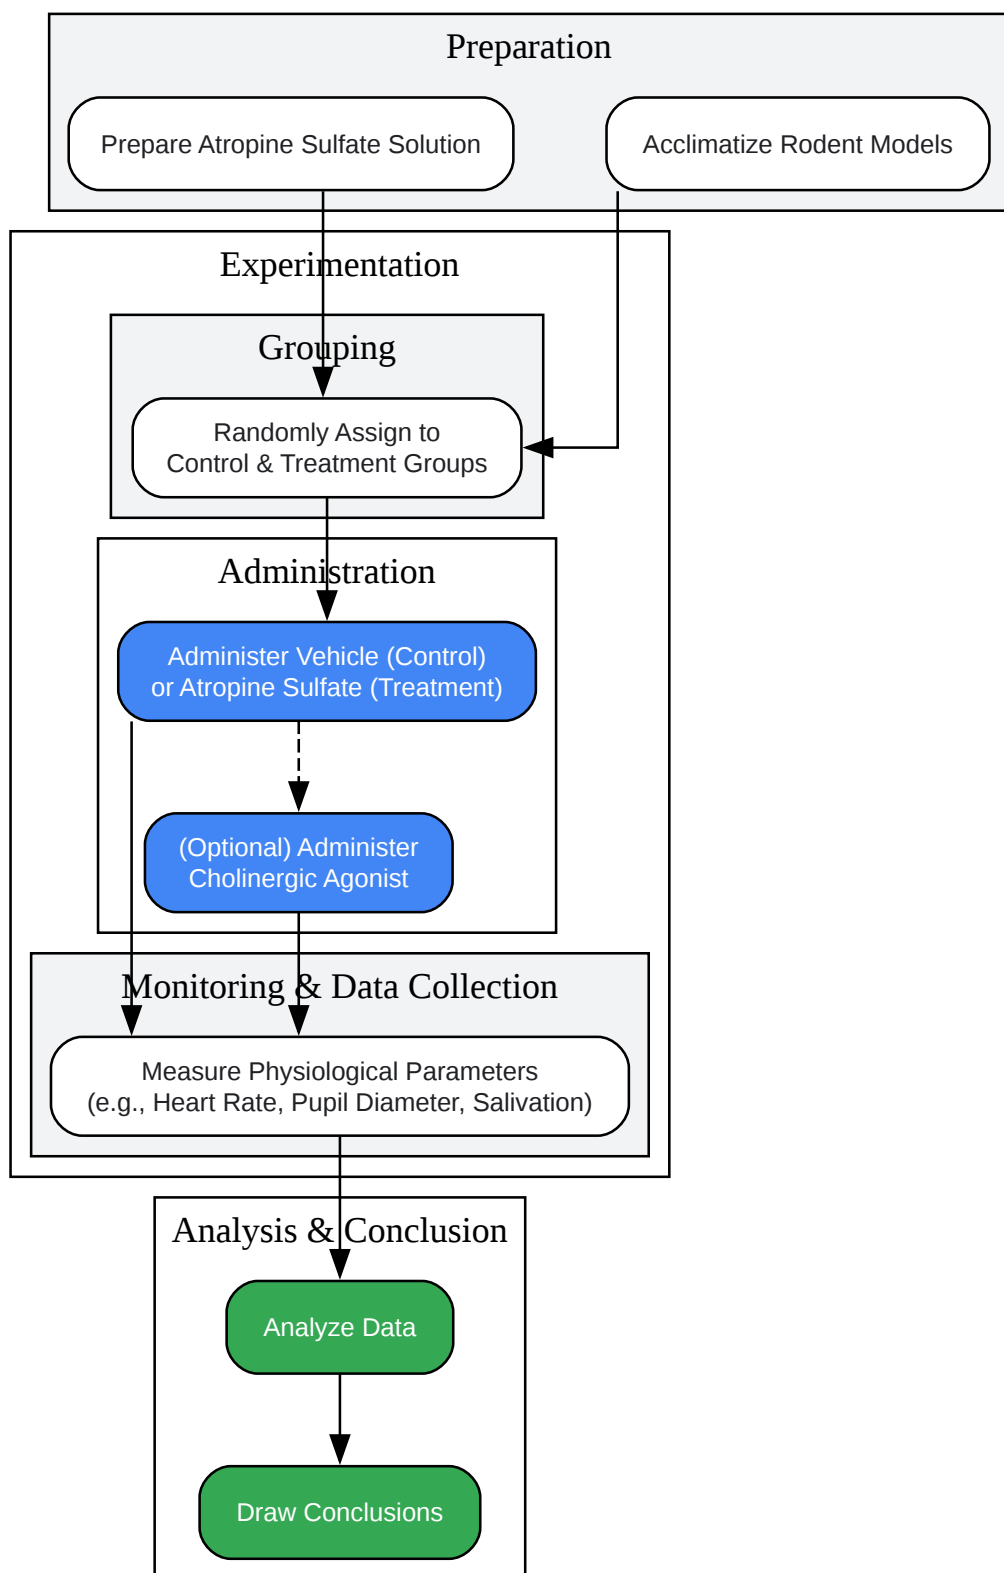 Preparation
Prepare Atropine Sulfate Solution
Acclimatize Rodent Models
Experimentation
Grouping
Randomly Assign to
Control & Treatment Groups
Administration
Administer Vehicle (Control)
or Atropine Sulfate (Treatment)
(Optional) Administer
Cholinergic Agonist
Monitoring & Data Collection
Measure Physiological Parameters
(e.g., Heart Rate, Pupil Diameter, Salivation)
Analysis & Conclusion
Analyze Data
Draw Conclusions